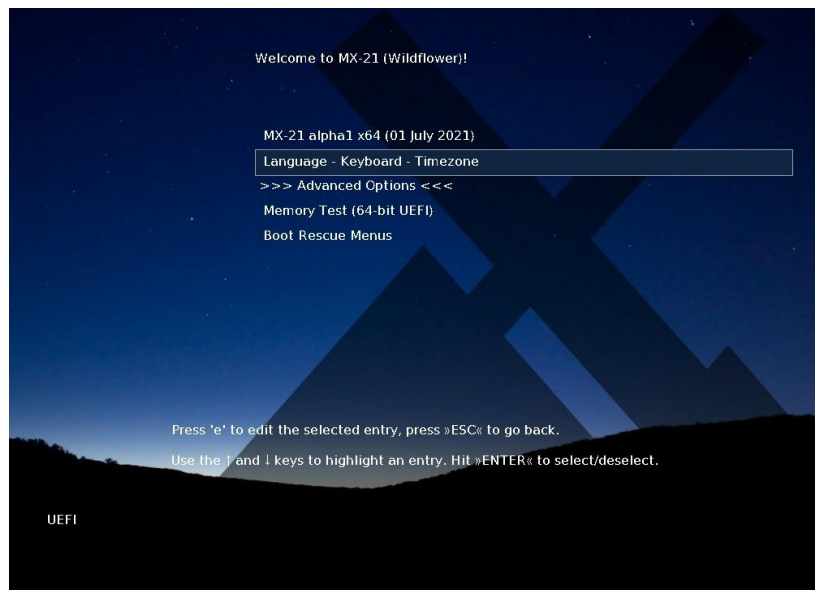 Welcome to MX-21 (Wildflower)!
MX-21 alpha1 x64 (01 July 2021)
Language - Keyboard - Timezone
>>> Advanced Options <<<
Memory Test (64-bit UEFI)
Boot Rescue Menus
Press 'e' to edit the selected entry, press »ESC« to go back.
Use the ↑ and ↓ keys to highlight an entry. Hit »ENTER« to select/deselect.
UEFI